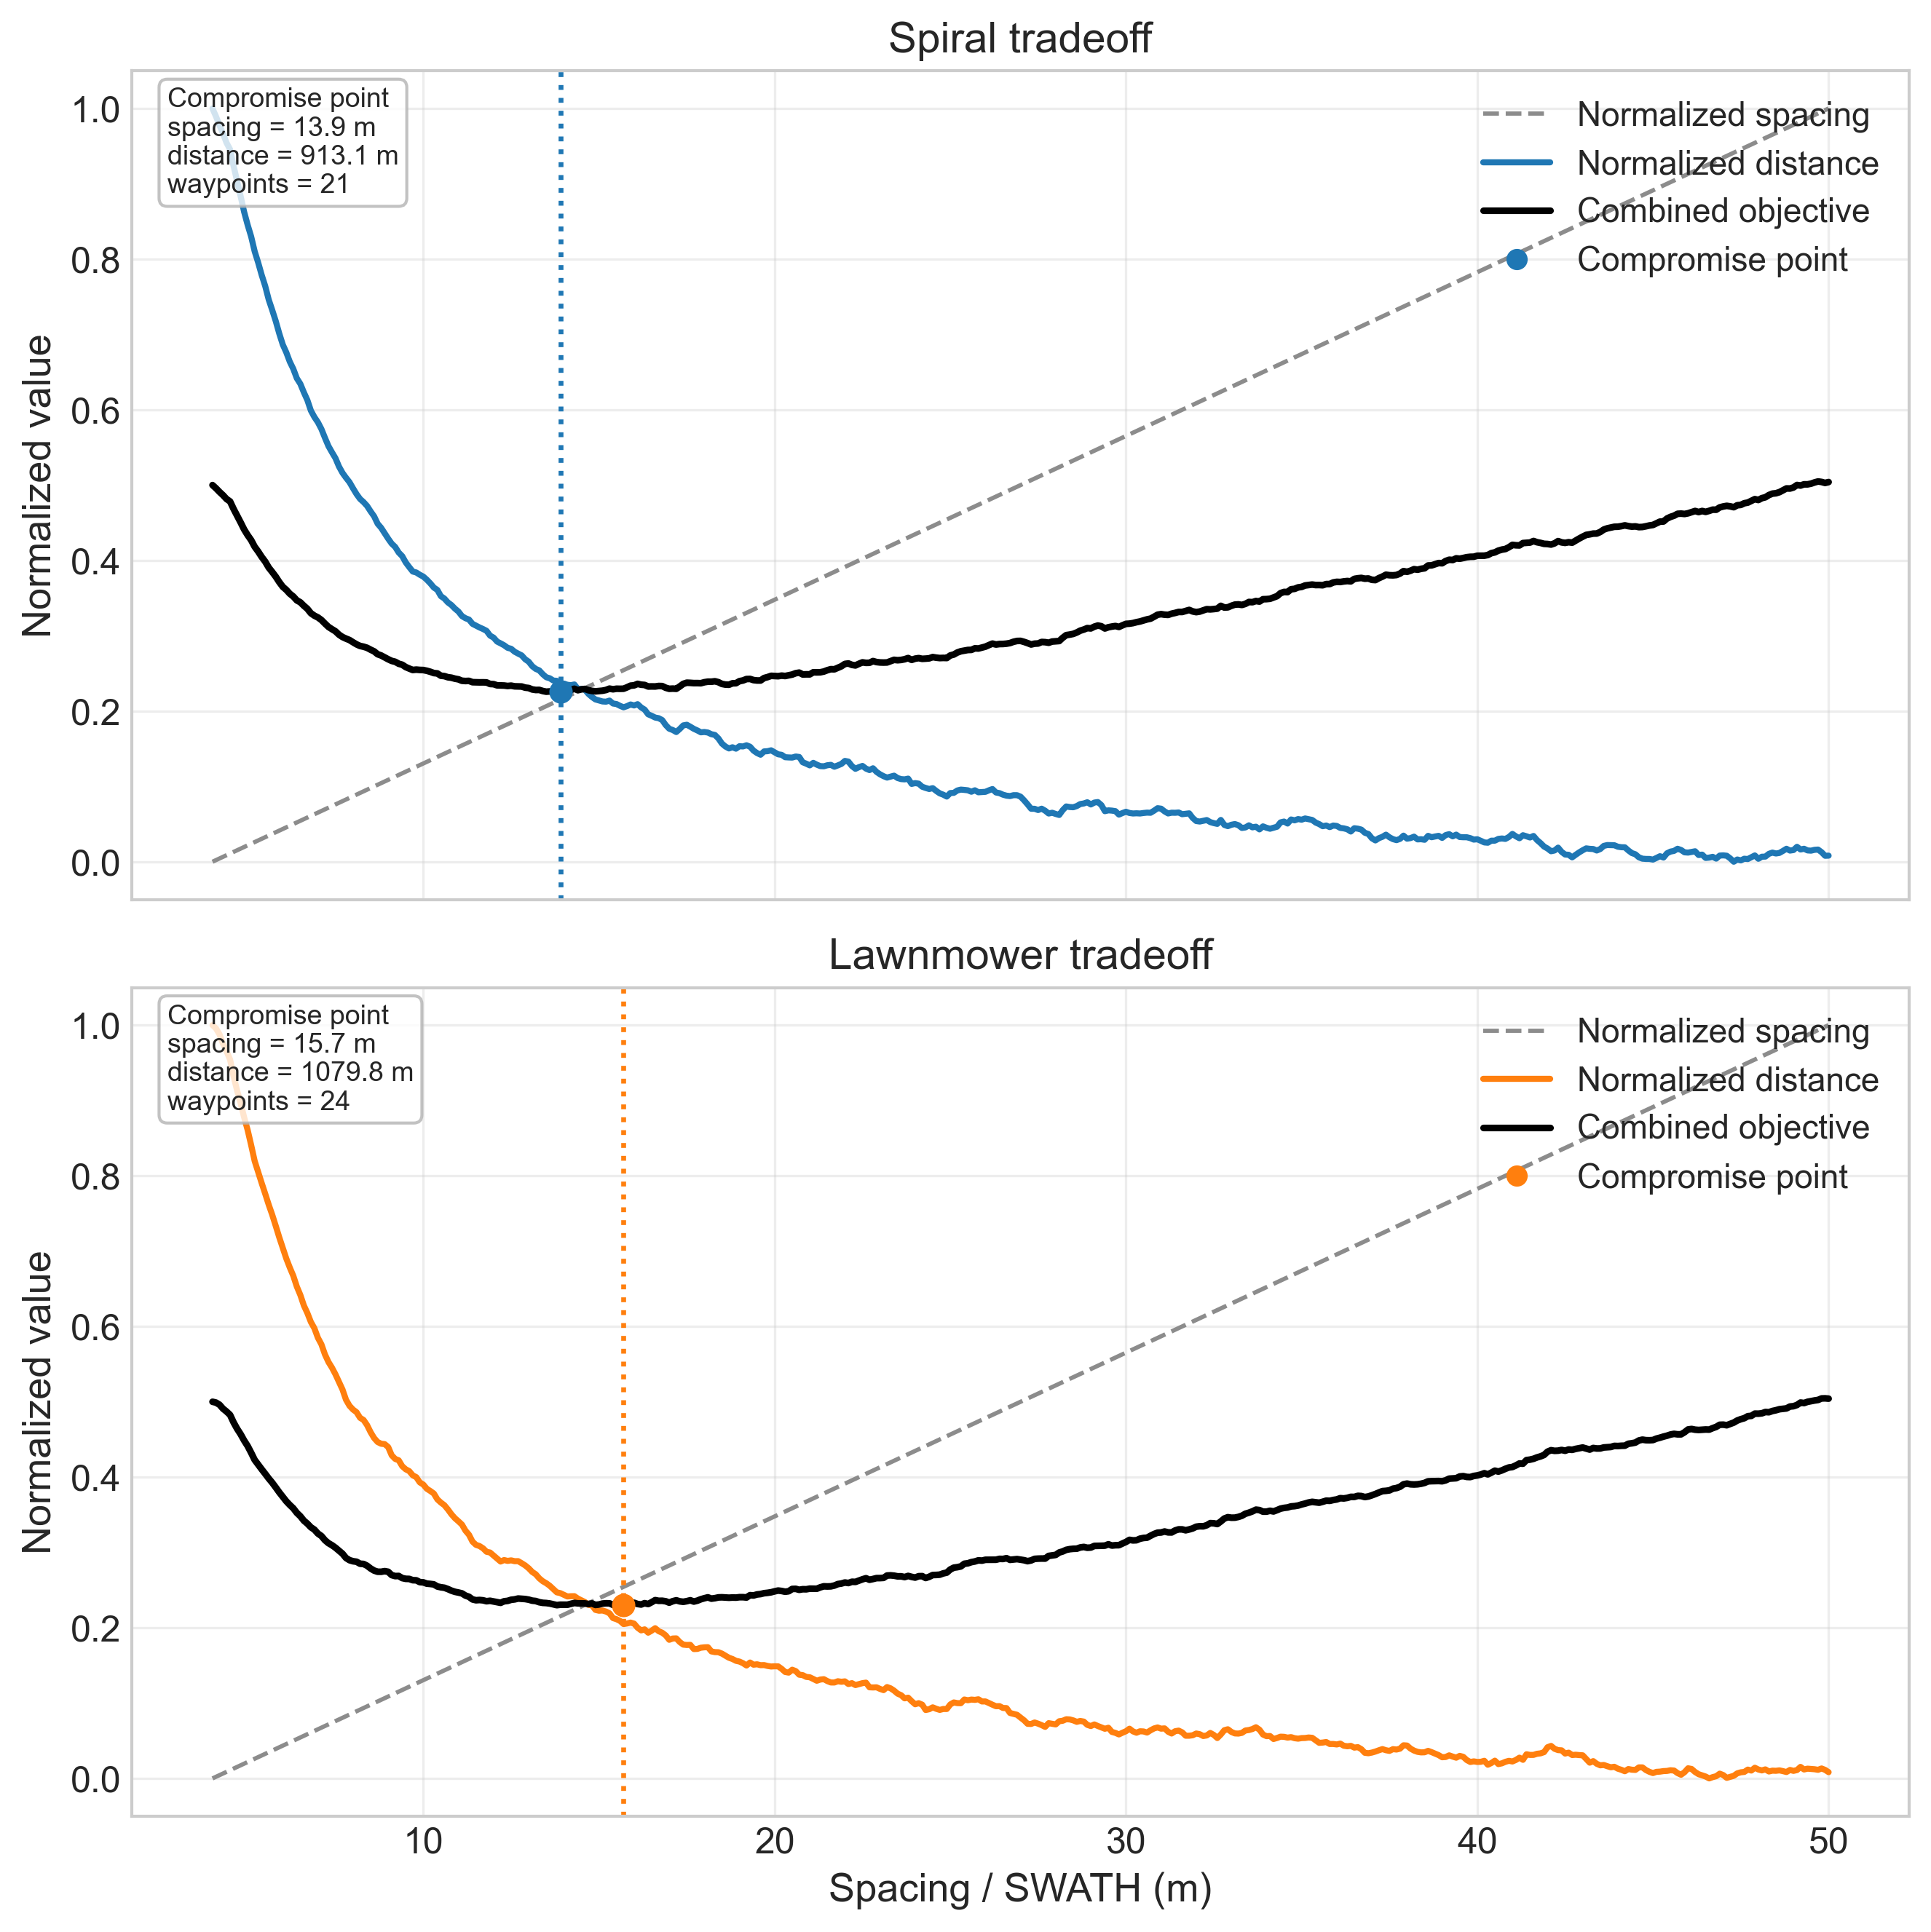 Spiral tradeoff
Compromise point
spacing = 13.9 m
distance = 913.1 m
waypoints = 21
Normalized spacing
Normalized distance
Combined objective
Compromise point
Normalized value
1.0
0.8
0.6
0.4
0.2
0.0
Lawnmower tradeoff
Compromise point
spacing = 15.7 m
distance = 1079.8 m
waypoints = 24
Normalized spacing
Normalized distance
Combined objective
Compromise point
Normalized value
1.0
0.8
0.6
0.4
0.2
0.0
10 20 30 40 50
Spacing / SWATH (m)